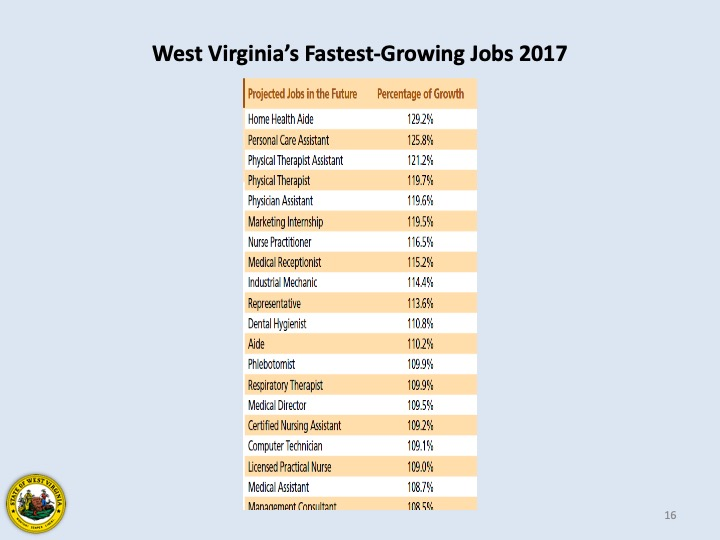 West Virginia’s Fastest-Growing Jobs 2017
Projected Jobs in the Future Percentage of Growth
Home Health Aide 129.2%
Personal Care Assistant 125.8%
Physical Therapist Assistant 121.2%
Physical Therapist 119.7%
Physician Assistant 119.6%
Marketing Internship 119.5%
Nurse Practitioner 116.5%
Medical Receptionist 115.2%
Industrial Mechanic 114.4%
Representative 113.6%
Dental Hygienist 110.8%
Aide 110.2%
Phlebotomist 109.9%
Respiratory Therapist 109.9%
Medical Director 109.5%
Certified Nursing Assistant 109.2%
Computer Technician 109.1%
Licensed Practical Nurse 109.0%
Medical Assistant 108.7%
Management Consultant 108.5%
STATE OF WEST VIRGINIA
16